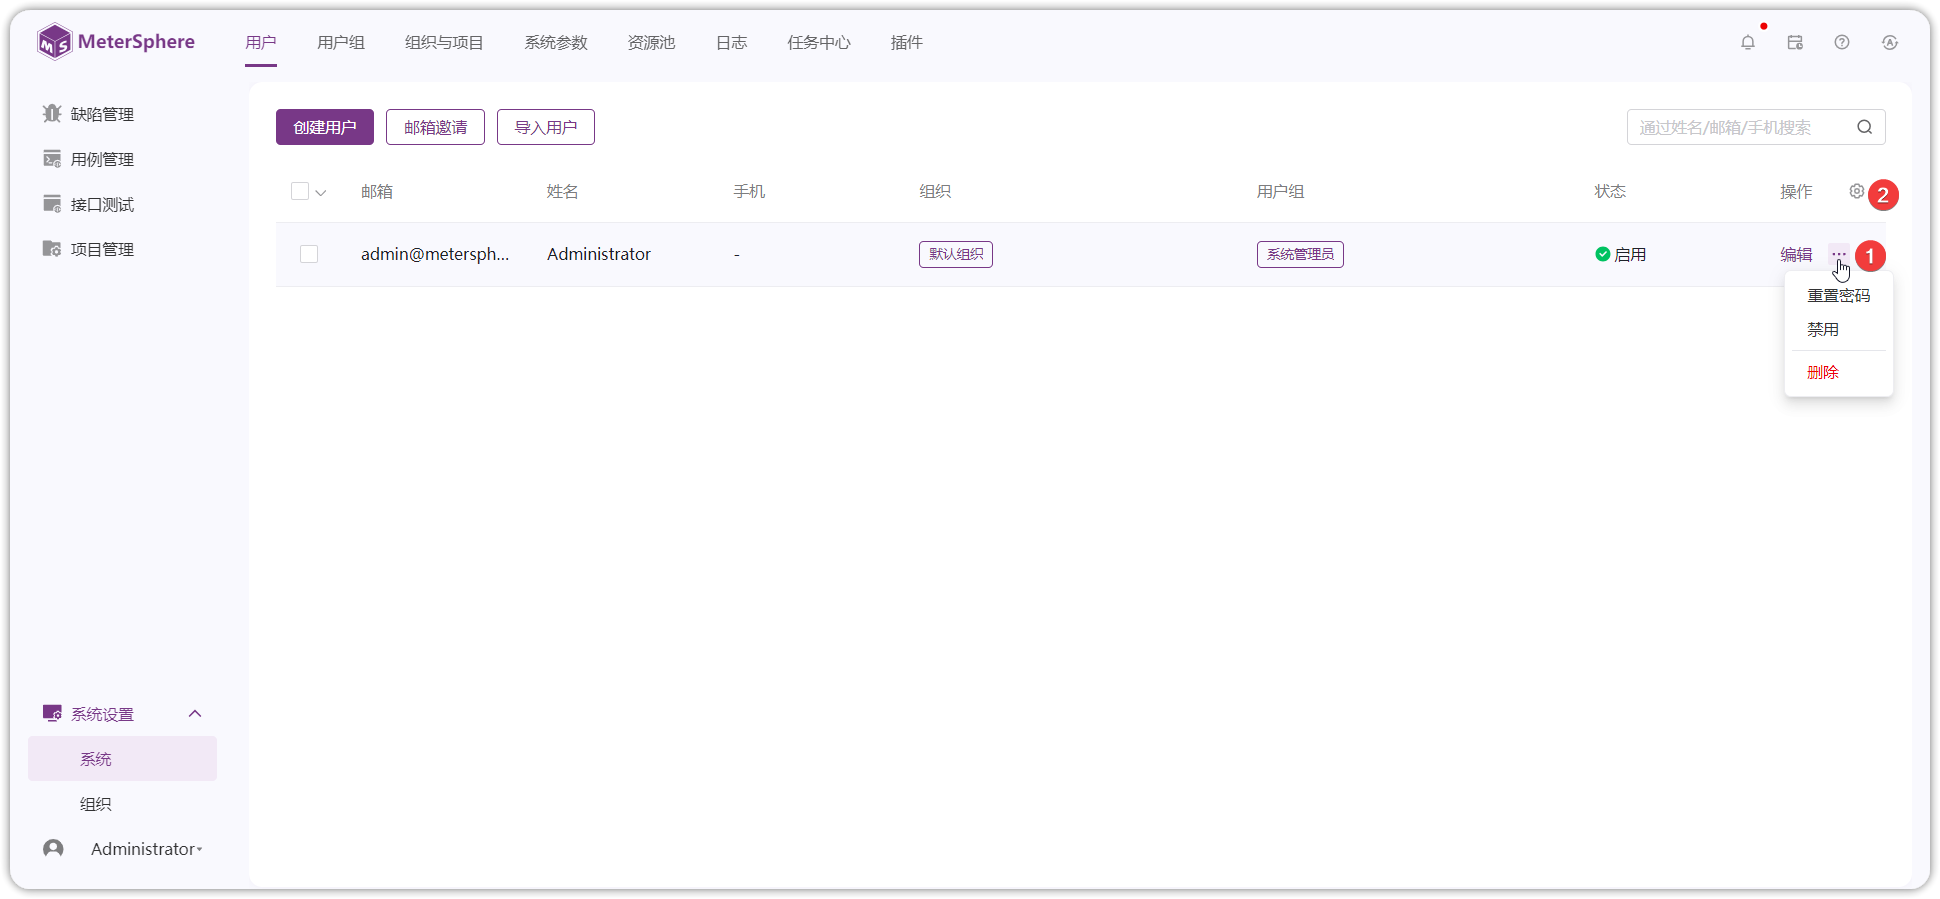 MS MeterSphere
用户 用户组 组织与项目 系统参数 资源池 日志 任务中心 插件
缺陷管理
用例管理
接口测试
项目管理
创建用户 邮箱邀请 导入用户 通过姓名/邮箱/手机搜索
邮箱 姓名 手机 组织 用户组 状态 操作 2
admin@metersph... Administrator - 默认组织 系统管理员 启用 编辑 ... 1
重置密码
禁用
删除
系统设置
系统
组织
Administrator